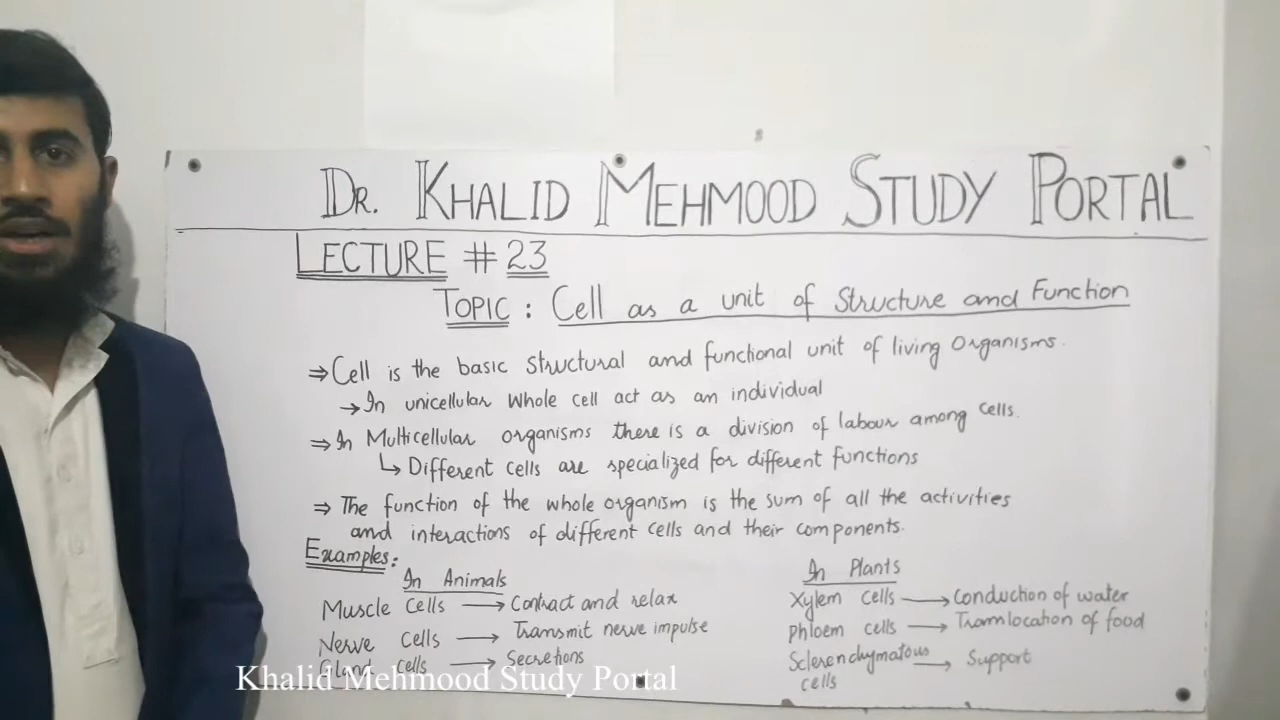 DR. KHALID MEHMOOD STUDY PORTAL
LECTURE # 23
TOPIC : Cell as a unit of Structure and Function
⇒ Cell is the basic structural and functional unit of living organisms.
→ In unicellular whole cell act as an individual
⇒ In Multicellular organisms there is a division of labour among cells.
↳ Different cells are specialized for different functions
⇒ The function of the whole organism is the sum of all the activities
and interactions of different cells and their components.
Examples:
In Animals
Muscle cells → Contract and relax
Nerve cells → Transmit nerve impulse
Gland cells → Secretions
In Plants
Xylem cells → Conduction of water
Phloem cells → Tranlocation of food
Sclerenchymatous → Support
cells
Khalid Mehmood Study Portal